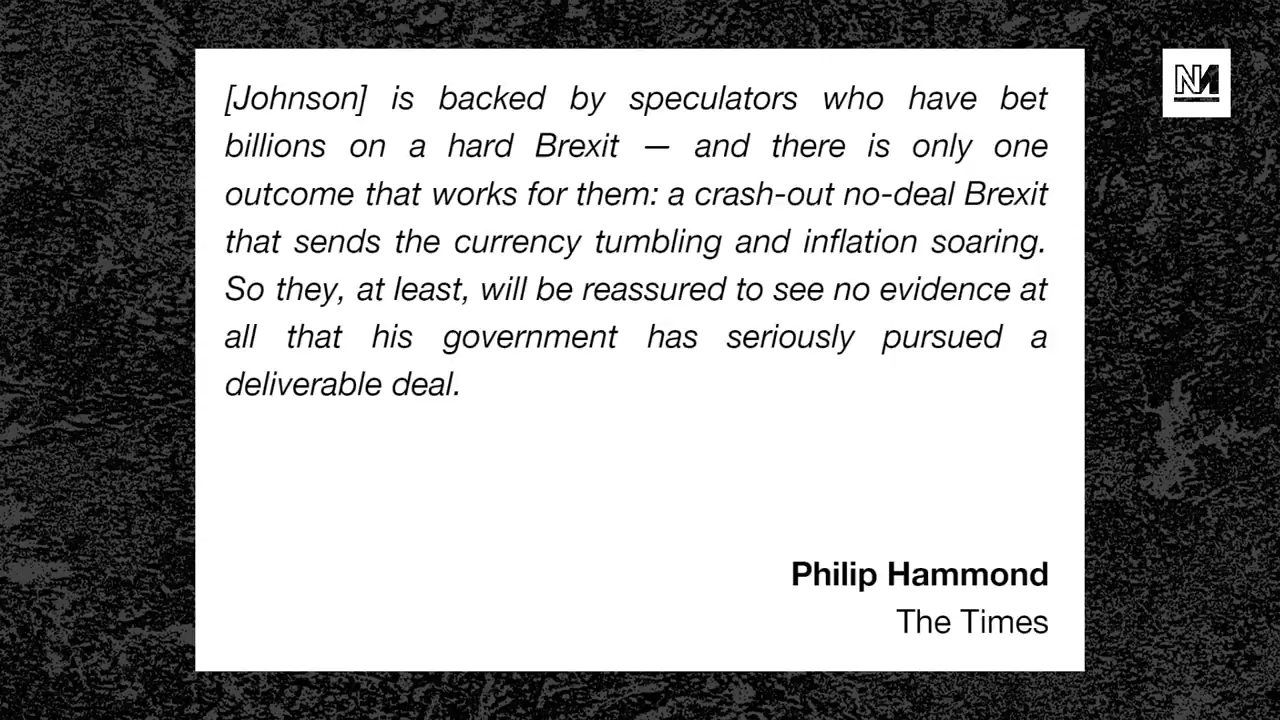 [Johnson] is backed by speculators who have bet
billions on a hard Brexit — and there is only one
outcome that works for them: a crash-out no-deal Brexit
that sends the currency tumbling and inflation soaring.
So they, at least, will be reassured to see no evidence at
all that his government has seriously pursued a
deliverable deal.
Philip Hammond
The Times